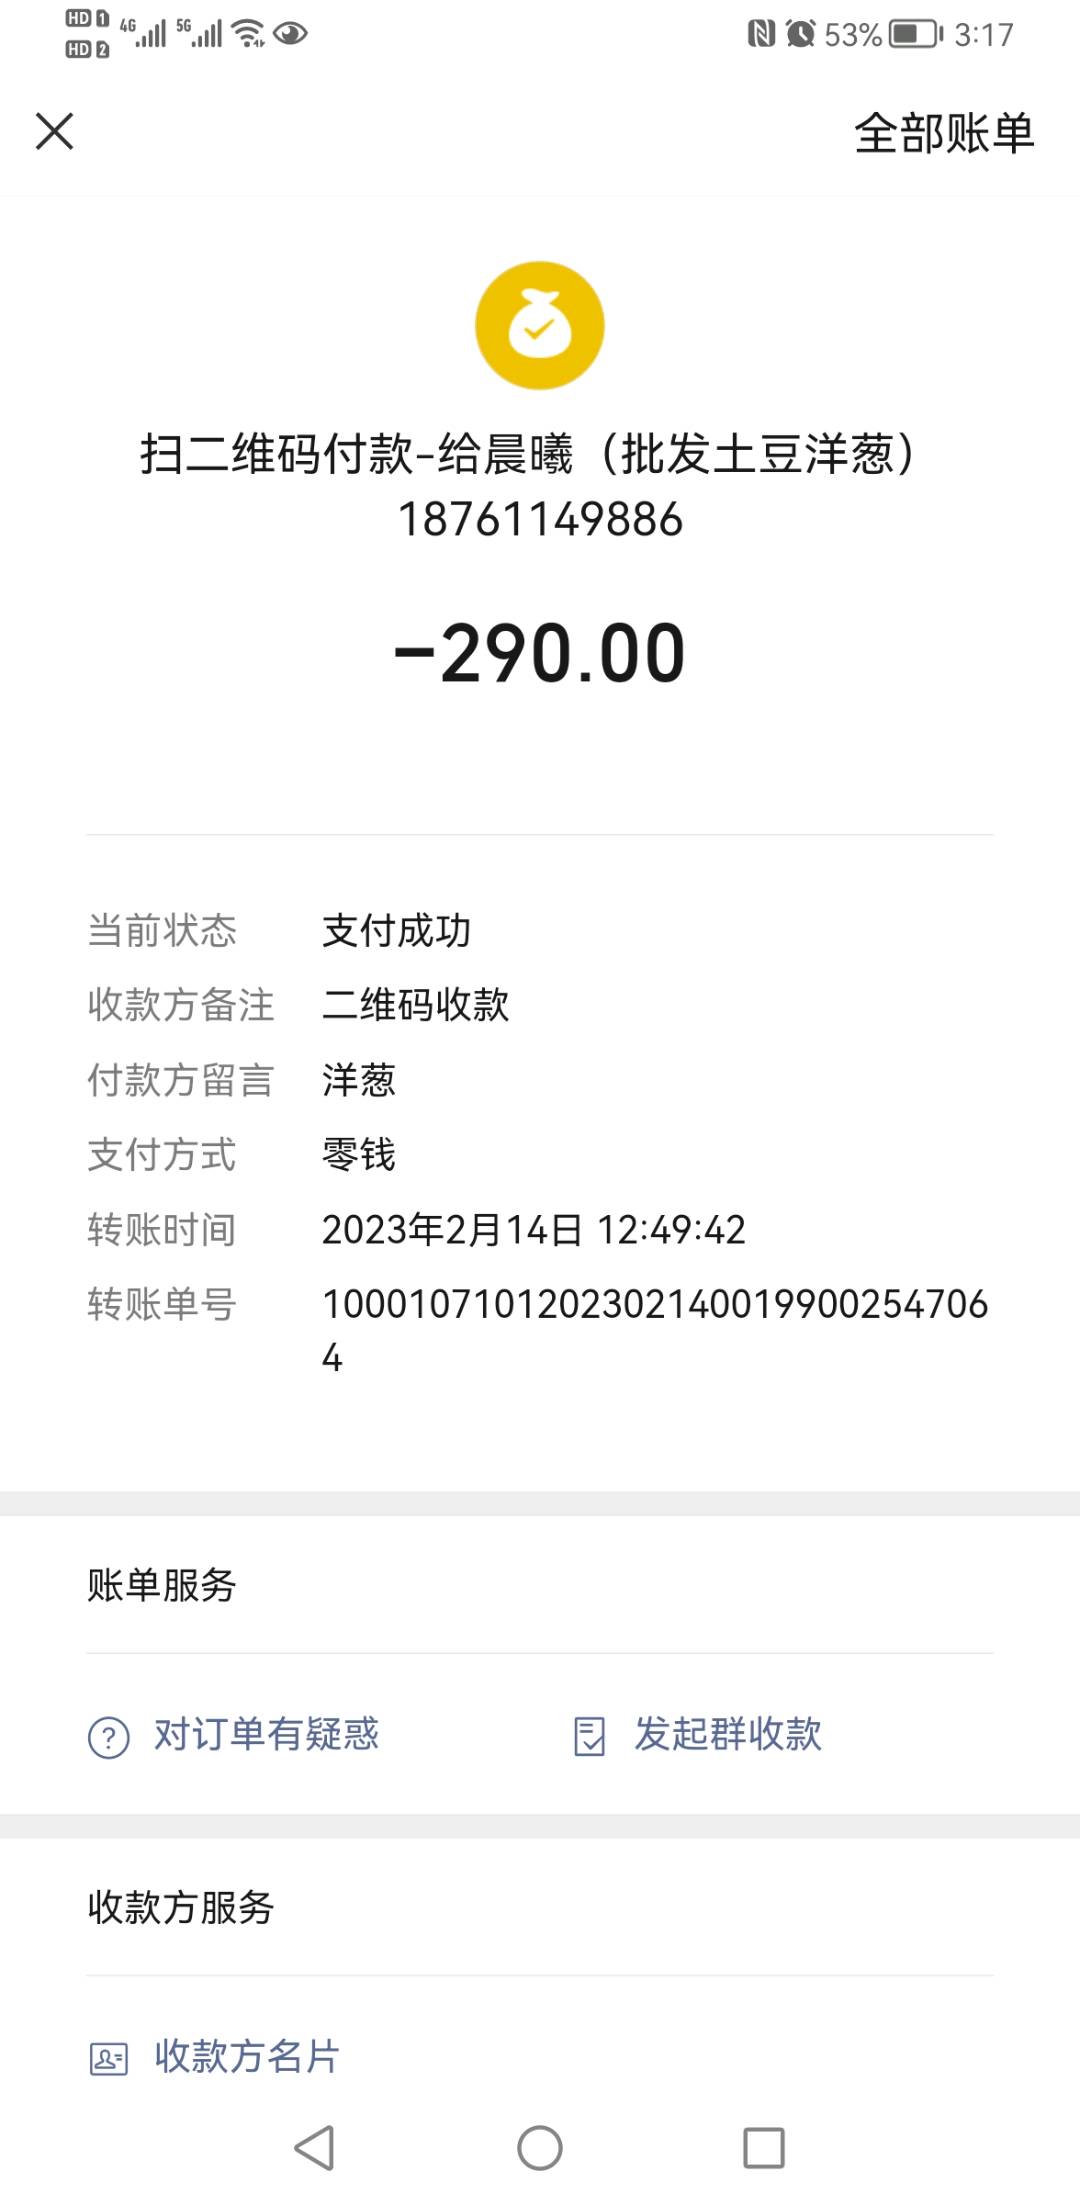 HD 1 4G 5G 53% 3:17
HD 2
全部账单
扫二维码付款-给晨曦（批发土豆洋葱）
18761149886
-290.00
当前状态 支付成功
收款方备注 二维码收款
付款方留言 洋葱
支付方式 零钱
转账时间 2023年2月14日 12:49:42
转账单号 100010710120230214001990025470​6
4
账单服务
对订单有疑惑 发起群收款
收款方服务
收款方名片